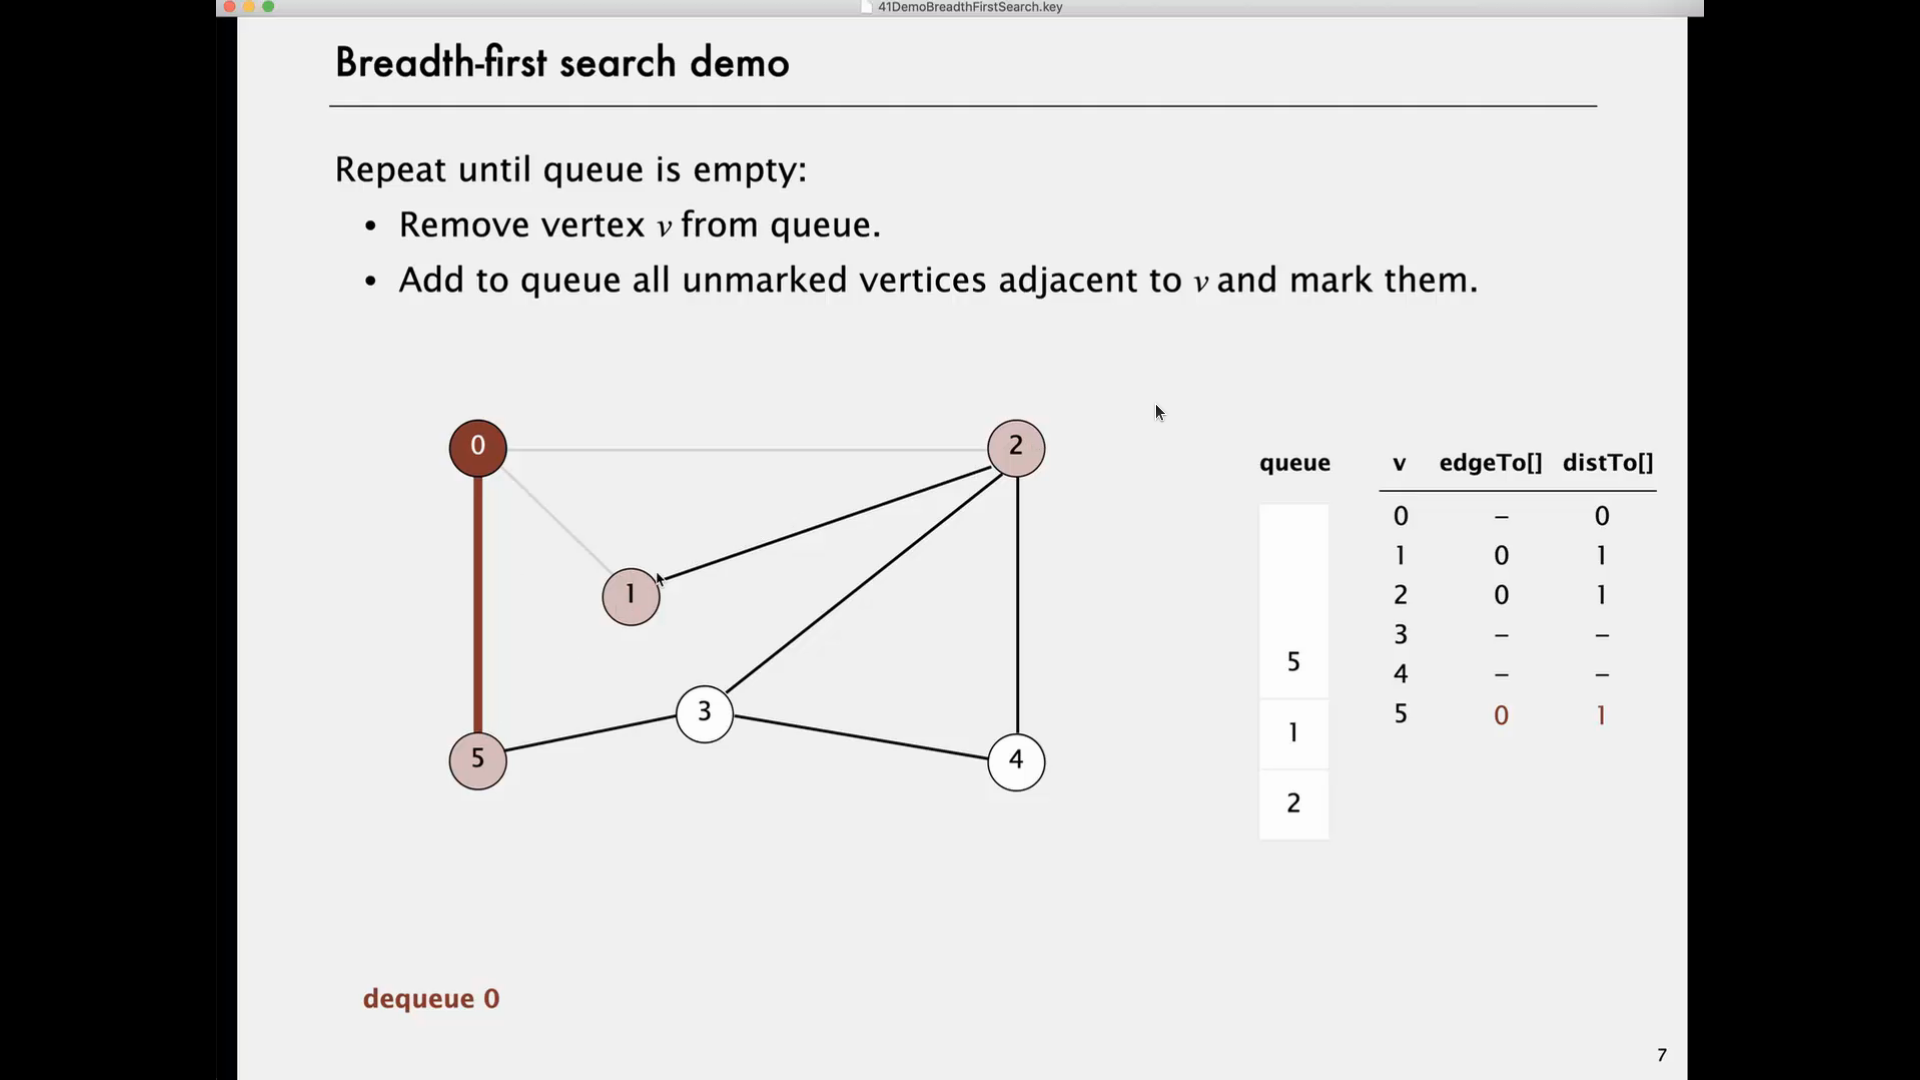 41DemoBreadthFirstSearch.key
Breadth-first search demo
Repeat until queue is empty:
• Remove vertex v from queue.
• Add to queue all unmarked vertices adjacent to v and mark them.
0
2
1
3
5
4
queue
5
1
2
v edgeTo[] distTo[]
0 – 0
1 0 1
2 0 1
3 – –
4 – –
5 0 1
dequeue 0
7